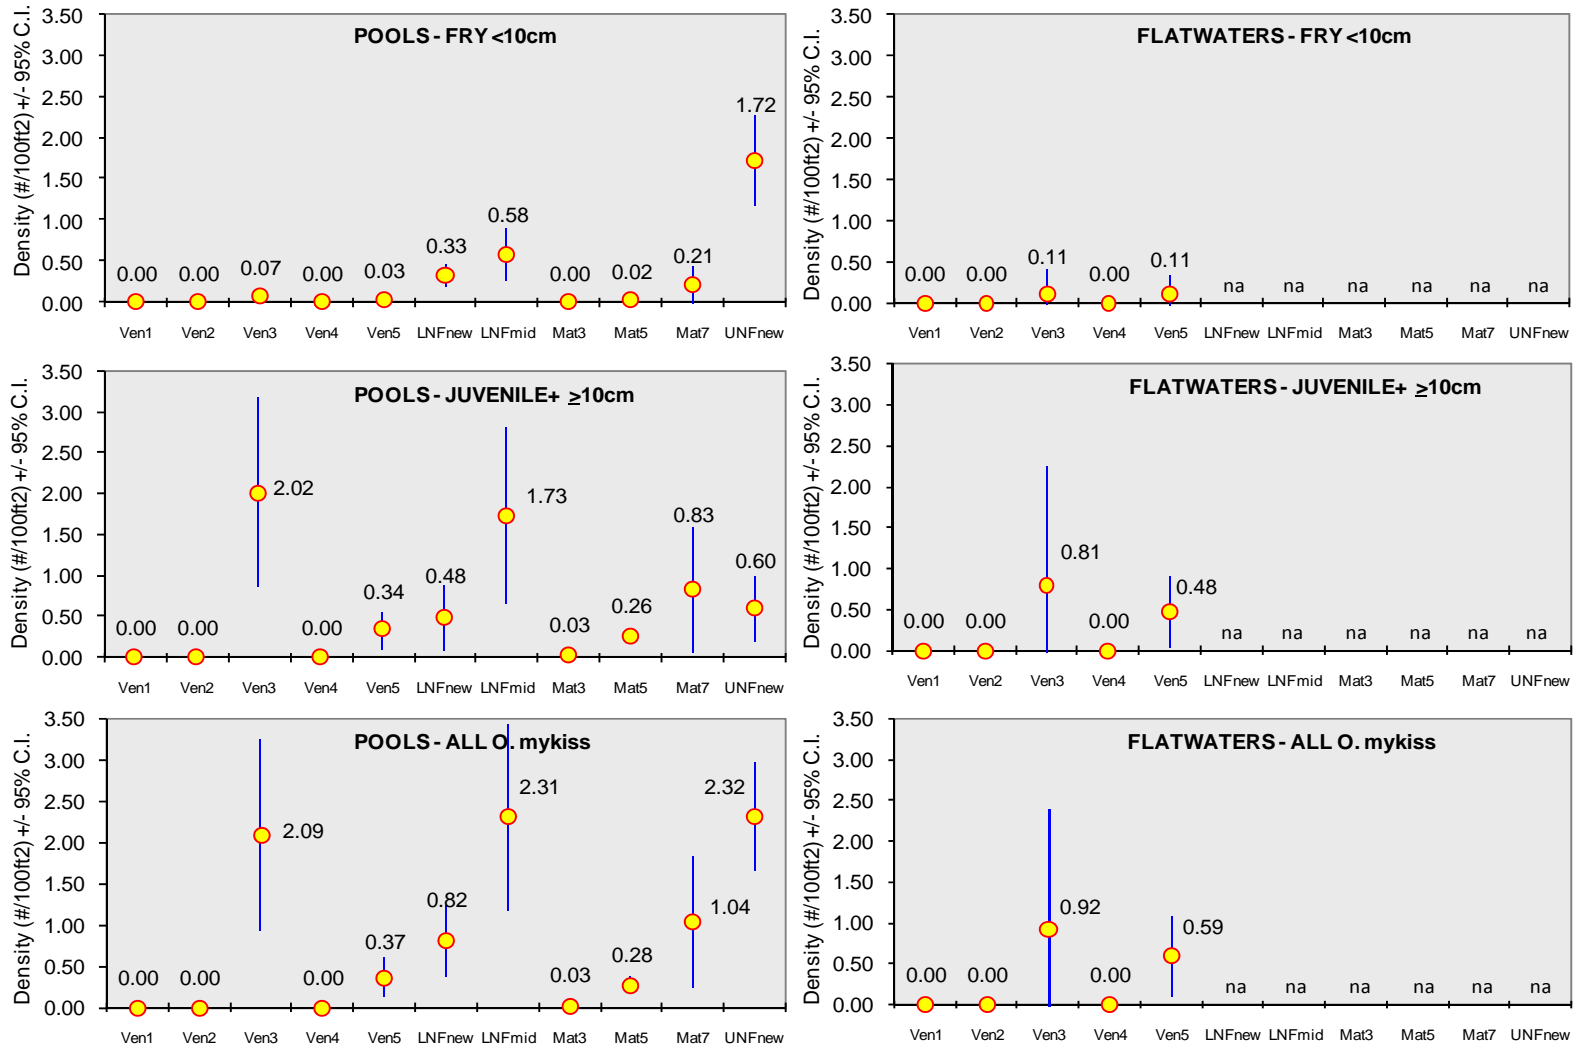 POOLS - FRY <10cm
Density (#/100ft2) +/- 95% C.I.
3.50
3.00
2.50
2.00
1.50
1.00
0.50
0.00
0.00 0.00 0.07 0.00 0.03 0.33 0.58 0.00 0.02 0.21 1.72
Ven1 Ven2 Ven3 Ven4 Ven5 LNFnew LNFmid Mat3 Mat5 Mat7 UNFnew
FLATWATERS - FRY <10cm
Density (#/100ft2) +/- 95% C.I.
3.50
3.00
2.50
2.00
1.50
1.00
0.50
0.00
0.00 0.00 0.11 0.00 0.11 na na na na na na
Ven1 Ven2 Ven3 Ven4 Ven5 LNFnew LNFmid Mat3 Mat5 Mat7 UNFnew
POOLS - JUVENILE+ ≥10cm
Density (#/100ft2) +/- 95% C.I.
3.50
3.00
2.50
2.00
1.50
1.00
0.50
0.00
0.00 0.00 2.02 0.00 0.34 0.48 1.73 0.03 0.26 0.83 0.60
Ven1 Ven2 Ven3 Ven4 Ven5 LNFnew LNFmid Mat3 Mat5 Mat7 UNFnew
FLATWATERS - JUVENILE+ ≥10cm
Density (#/100ft2) +/- 95% C.I.
3.50
3.00
2.50
2.00
1.50
1.00
0.50
0.00
0.00 0.00 0.81 0.00 0.48 na na na na na na
Ven1 Ven2 Ven3 Ven4 Ven5 LNFnew LNFmid Mat3 Mat5 Mat7 UNFnew
POOLS - ALL O. mykiss
Density (#/100ft2) +/- 95% C.I.
3.50
3.00
2.50
2.00
1.50
1.00
0.50
0.00
0.00 0.00 2.09 0.00 0.37 0.82 2.31 0.03 0.28 1.04 2.32
Ven1 Ven2 Ven3 Ven4 Ven5 LNFnew LNFmid Mat3 Mat5 Mat7 UNFnew
FLATWATERS - ALL O. mykiss
Density (#/100ft2) +/- 95% C.I.
3.50
3.00
2.50
2.00
1.50
1.00
0.50
0.00
0.00 0.00 0.92 0.00 0.59 na na na na na na
Ven1 Ven2 Ven3 Ven4 Ven5 LNFnew LNFmid Mat3 Mat5 Mat7 UNFnew